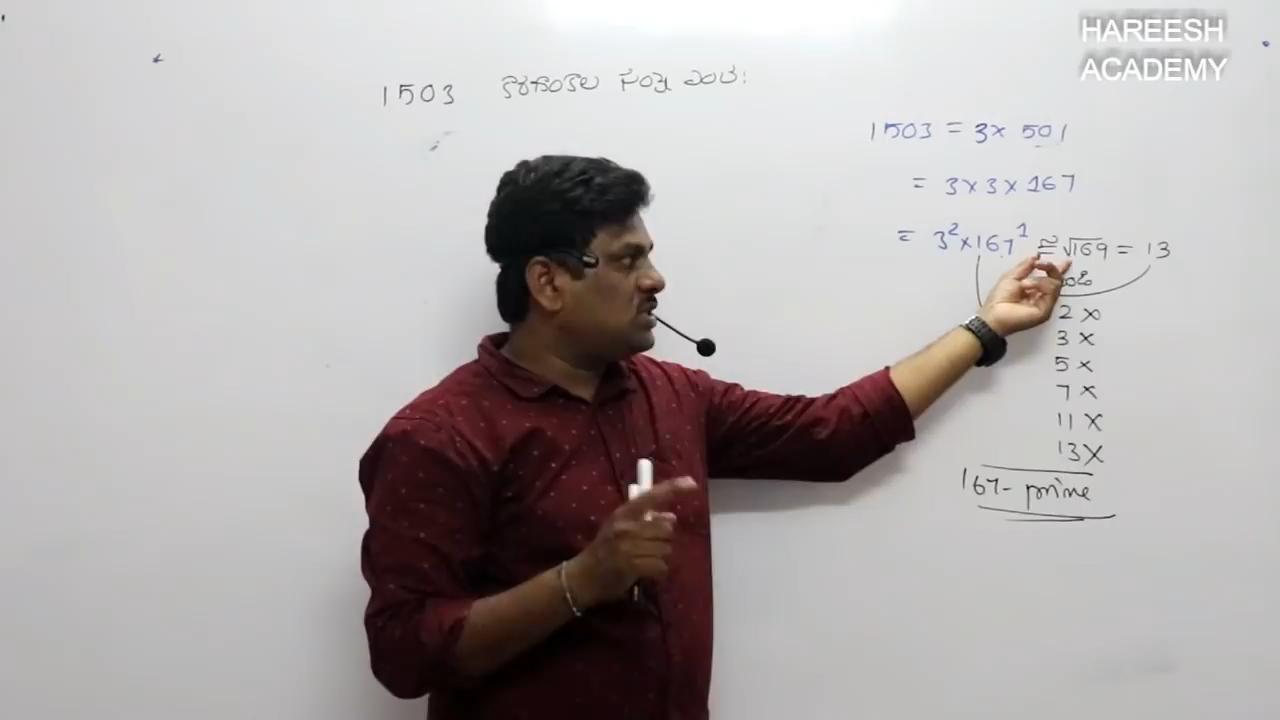 HAREESH
ACADEMY
1503 కారణాంకాల సంఖ్య ఎంత:
1503 = 3 x 501
= 3 x 3 x 167
= 3² x 167¹ ≅ √169 = 13
2 x
3 x
5 x
7 x
11 x
13 x
167 - prime